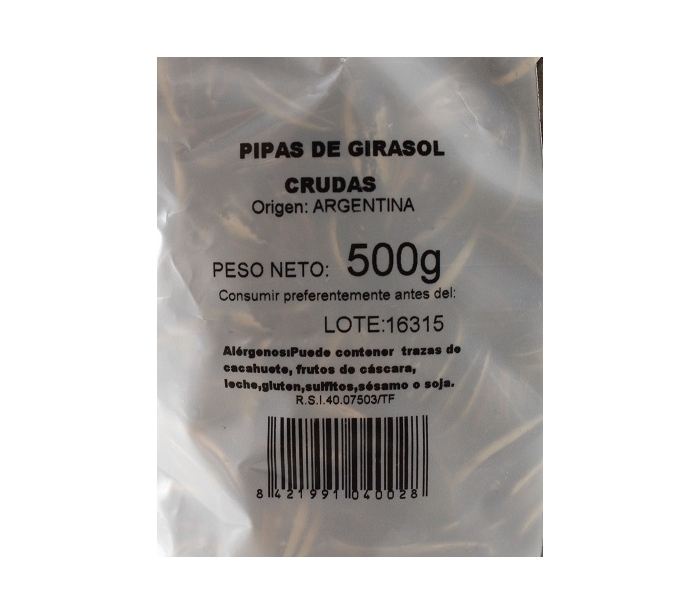 PIPAS DE GIRASOL
CRUDAS
Origen: ARGENTINA
PESO NETO: 500g
Consumir preferentemente antes del:
LOTE:16315
Alérgenos:Puede contener trazas de
cacahuete, frutos de cáscara,
leche,gluten,sulfitos,sésamo o soja.
R.S.I.40.07503/TF
8 421991 040028